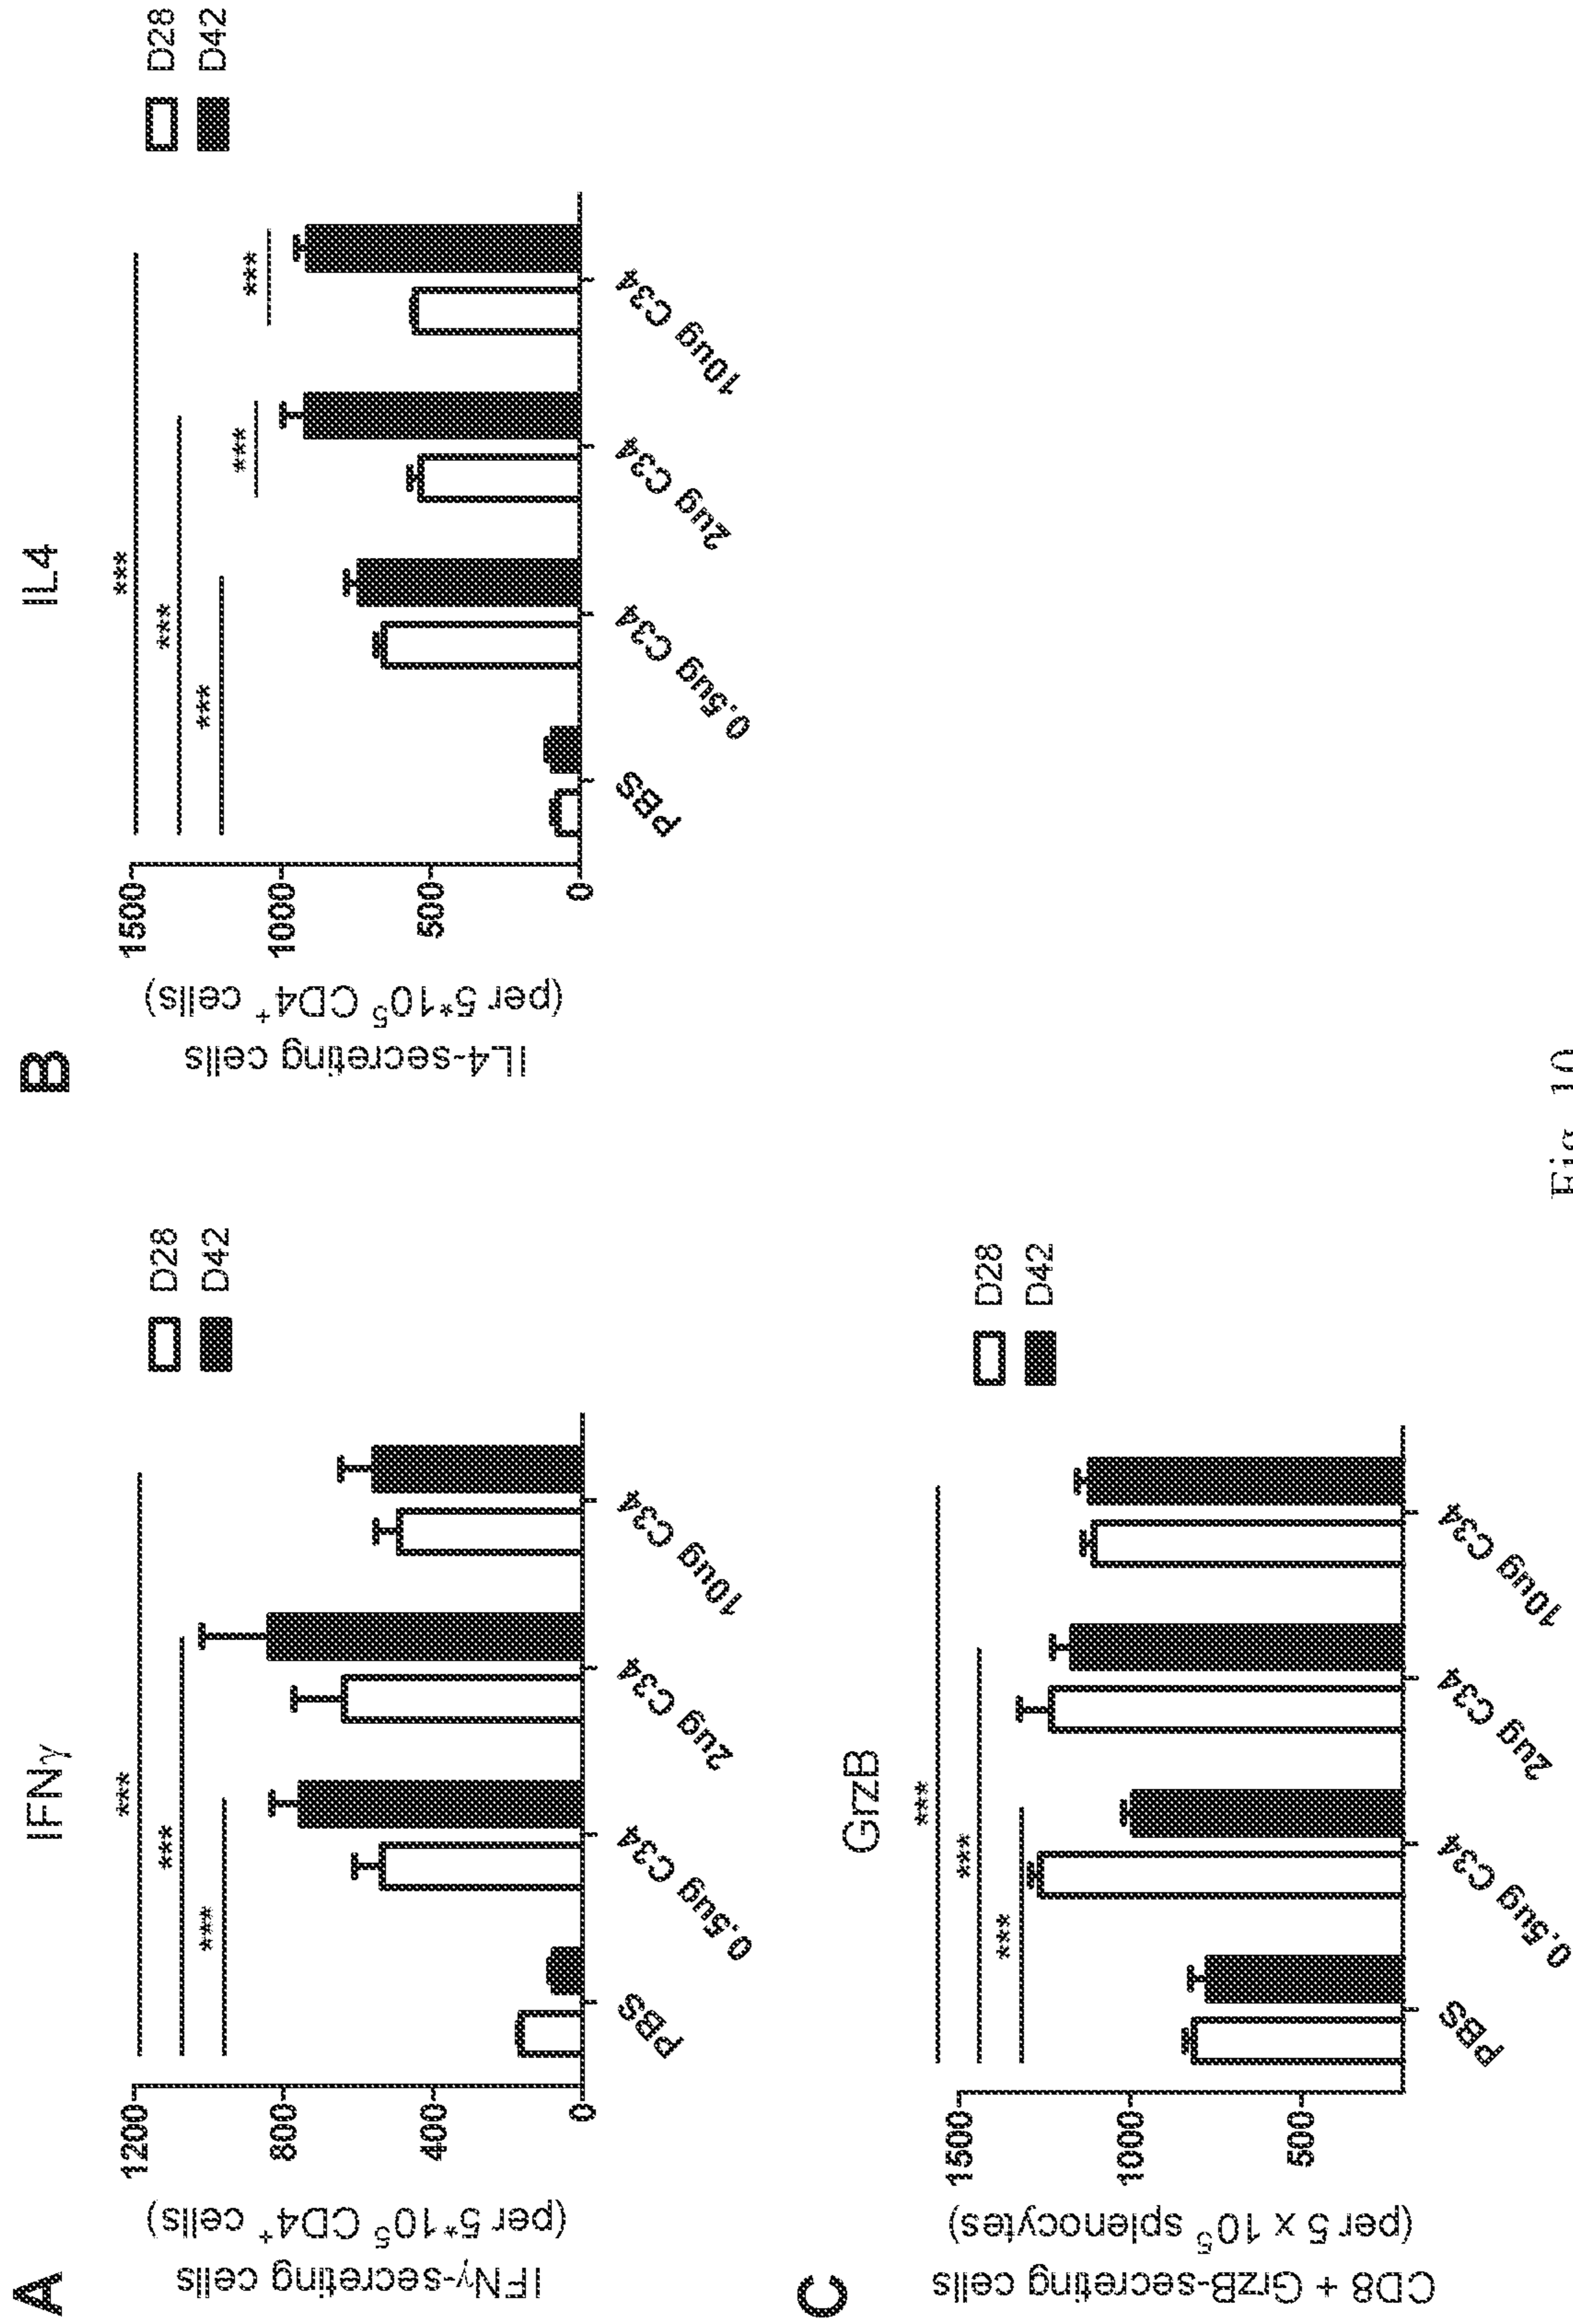 A
IFNγ
IFNγ-secreting cells
(per 5*10⁵ CD4⁺ cells)
1200
800
400
0
***
***
***
PBS
0.5ug C34
2ug C34
10ug C34
D28
D42
B
IL4
IL4-secreting cells
(per 5*10⁵ CD4⁺ cells)
1500
1000
500
0
***
***
***
***
***
PBS
0.5ug C34
2ug C34
10ug C34
D28
D42
C
GrzB
CD8 + GrzB-secreting cells
(per 5 x 10⁵ splenocytes)
1500
1000
500
***
***
***
PBS
0.5ug C34
2ug C34
10ug C34
D28
D42
Fig. 10